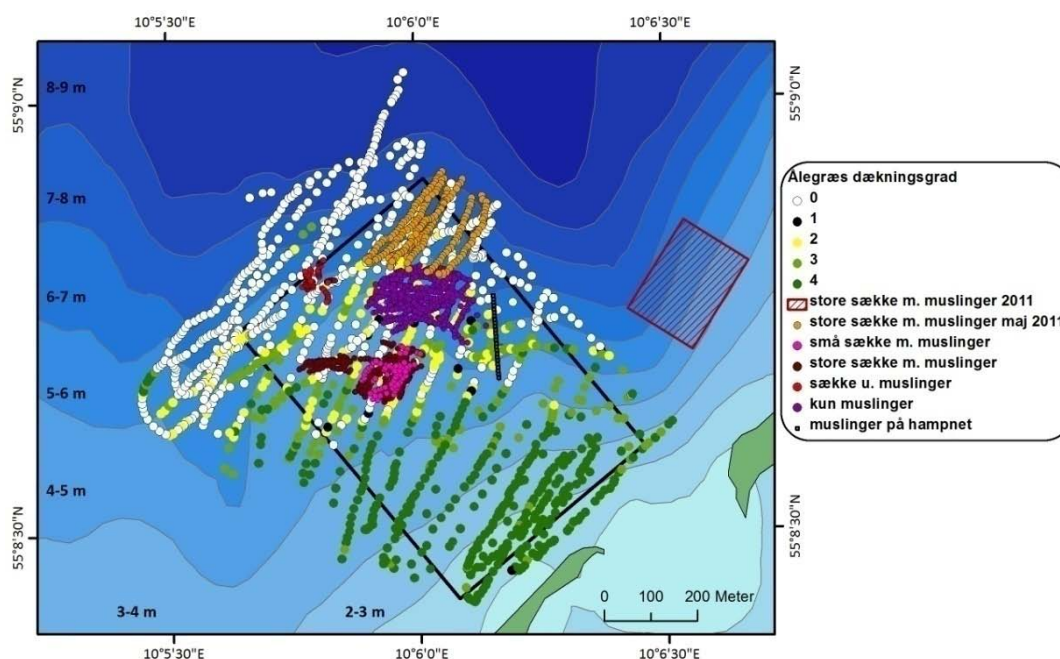 10°5'30"E 10°6'0"E 10°6'30"E
55°9'0"N
55°9'0"N
8-9 m
7-8 m
6-7 m
5-6 m
4-5 m
3-4 m
2-3 m
0 100 200 Meter
55°8'30"N
55°8'30"N
10°5'30"E 10°6'0"E 10°6'30"E
Ålegræs dækningsgrad
0
1
2
3
4
store sække m. muslinger 2011
store sække m. muslinger maj 2011
små sække m. muslinger
store sække m. muslinger
sække u. muslinger
kun muslinger
muslinger på hampnet